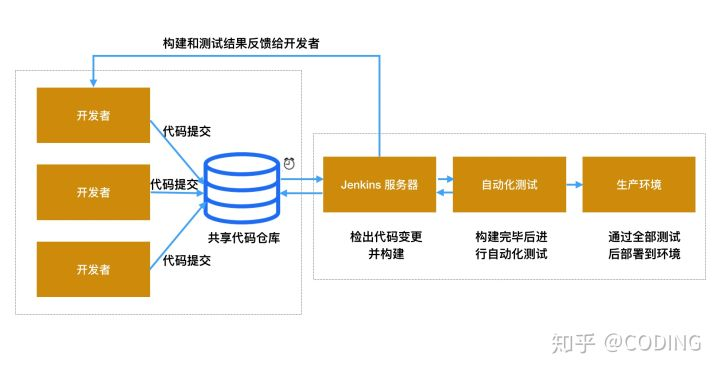 构建和测试结果反馈给开发者
开发者
代码提交
开发者
代码提交
开发者
代码提交
共享代码仓库
Jenkins 服务器
自动化测试
生产环境
检出代码变更
并构建
构建完毕后进
行自动化测试
通过全部测试
后部署到环境
知乎 @CODING